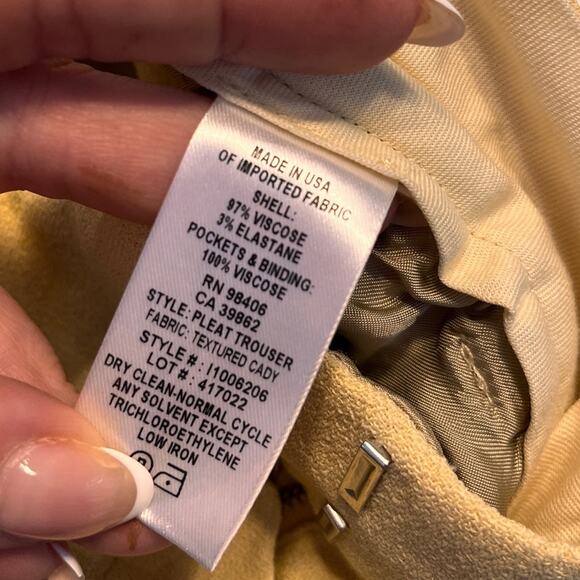 MADE IN USA
OF IMPORTED FABRIC
SHELL:
97% VISCOSE
3% ELASTANE
POCKETS & BINDING:
100% VISCOSE
RN 98406
CA 39862
STYLE: PLEAT TROUSER
FABRIC: TEXTURED CADY
STYLE #: I1006206
LOT #: 417022
DRY CLEAN-NORMAL CYCLE
ANY SOLVENT EXCEPT
TRICHLOROETHYLENE
LOW IRON